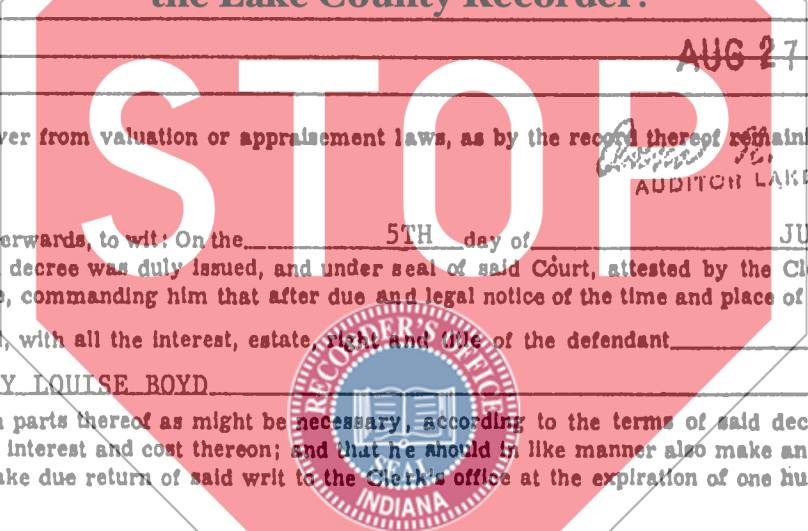 the Lake County Recorder!
AUG 27
STOP
ver from valuation or appraisement laws, as by the record thereof remaini
AUDITOR LAKE
erwards, to wit: On the 5TH day of JU
decree was duly issued, and under seal of said Court, attested by the Cl
e, commanding him that after due and legal notice of the time and place of
, with all the interest, estate, right and title of the defendant
Y LOUISE BOYD
parts thereof as might be necessary, according to the terms of said dec
interest and cost thereon; and that he should in like manner also make an
ake due return of said writ to the Clerk's office at the expiration of one hu
RECORDER'S OFFICE
SEAL
INDIANA